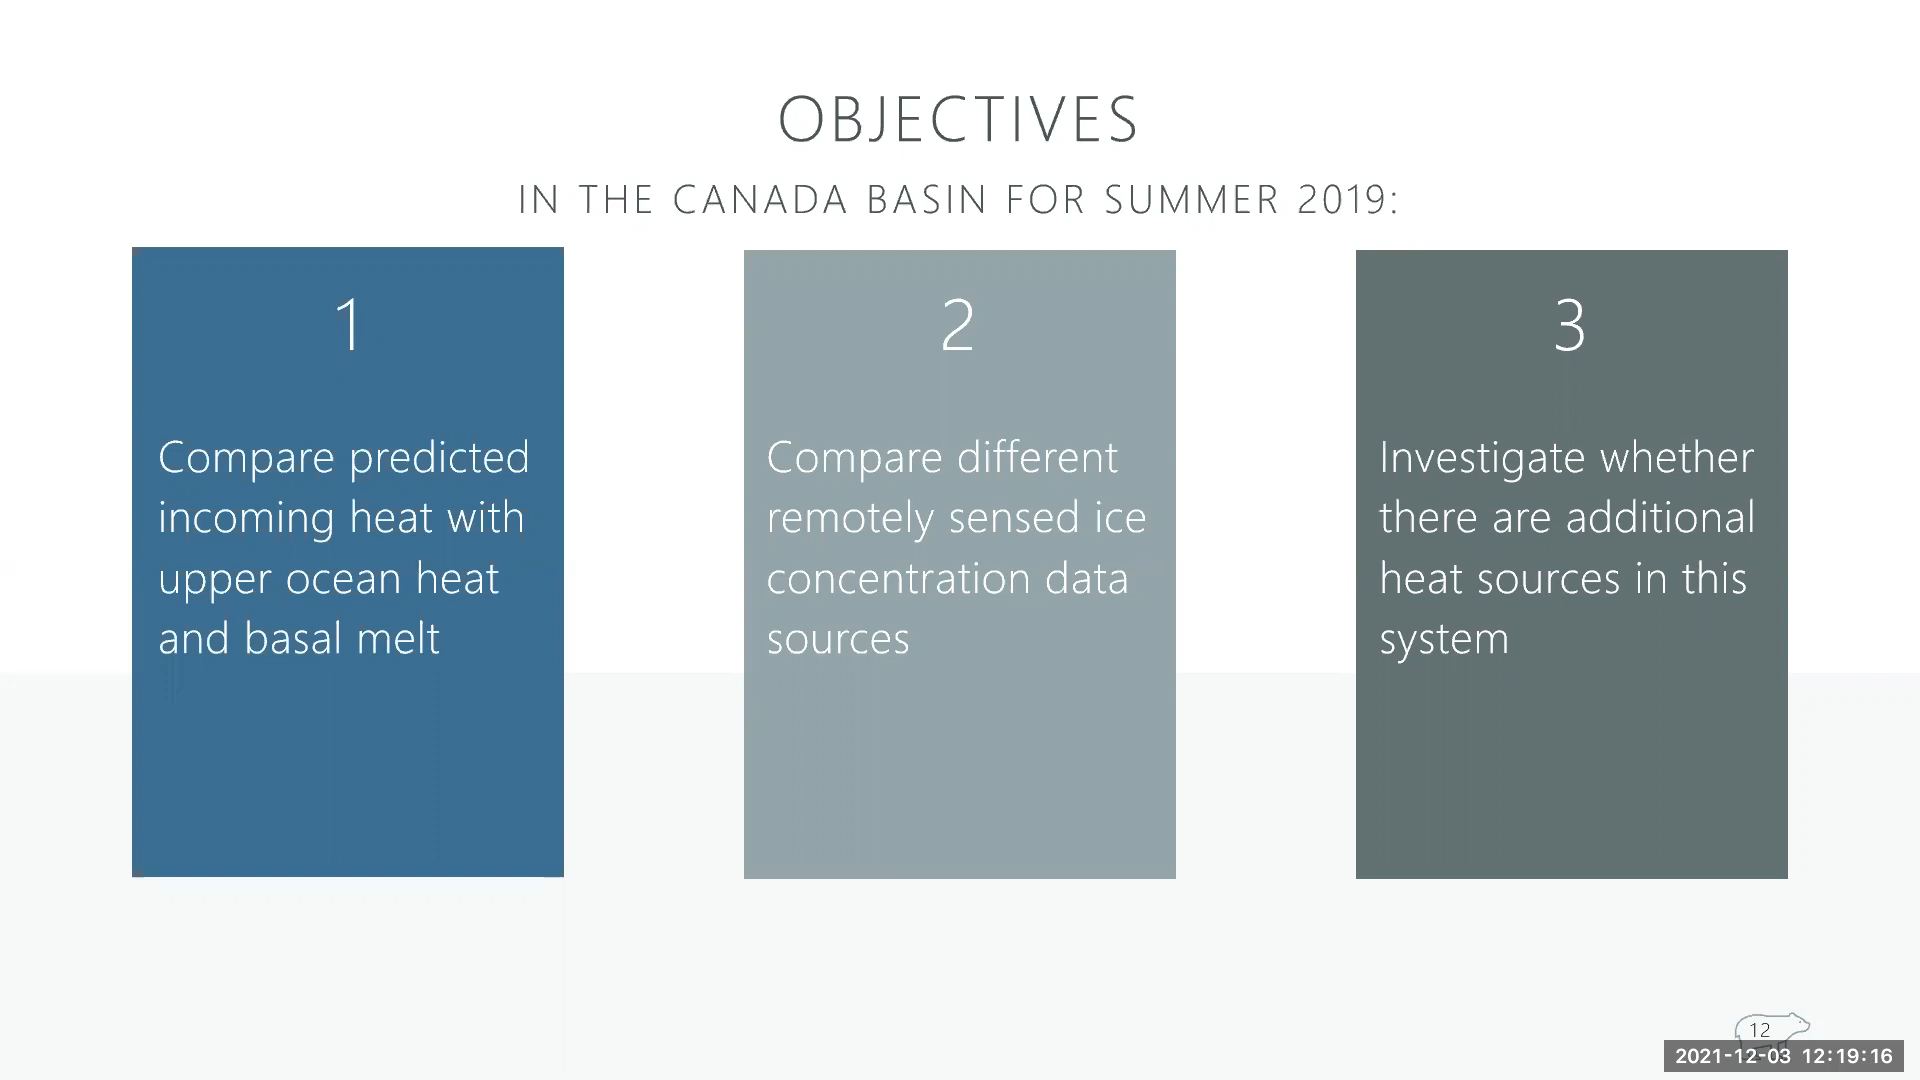 OBJECTIVES
IN THE CANADA BASIN FOR SUMMER 2019:
1
Compare predicted
incoming heat with
upper ocean heat
and basal melt
2
Compare different
remotely sensed ice
concentration data
sources
3
Investigate whether
there are additional
heat sources in this
system
12
2021-12-03 12:19:16